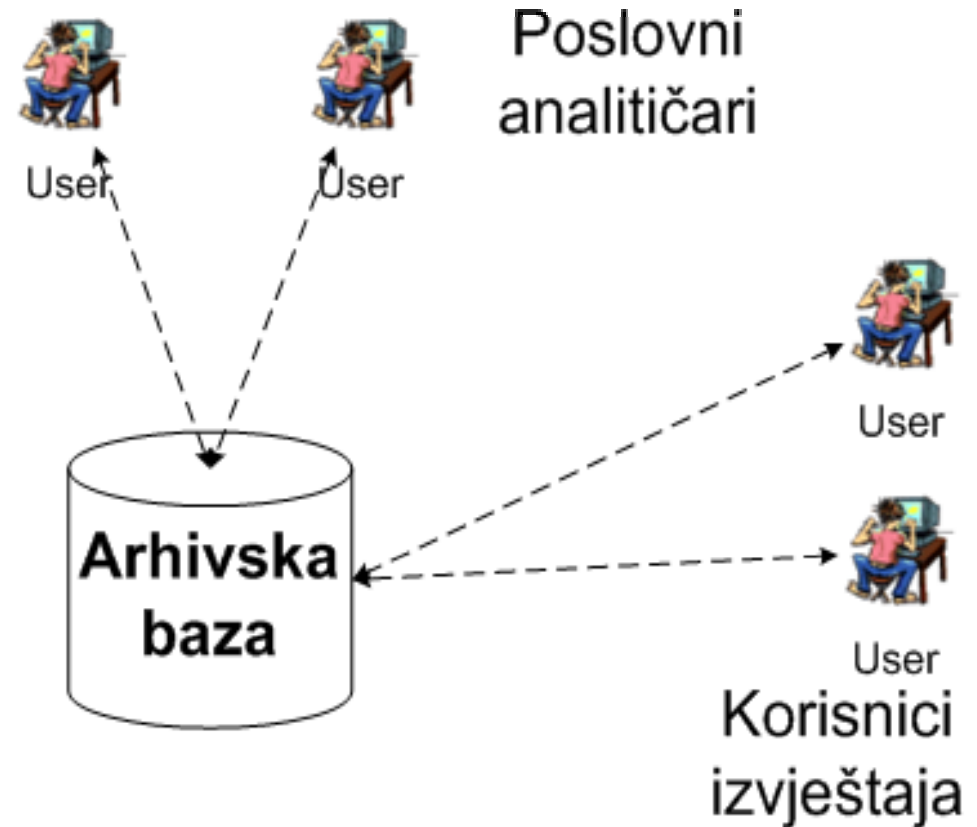 Poslovni
analitičari
User
User
User
Arhivska
baza
User
Korisnici
izvještaja